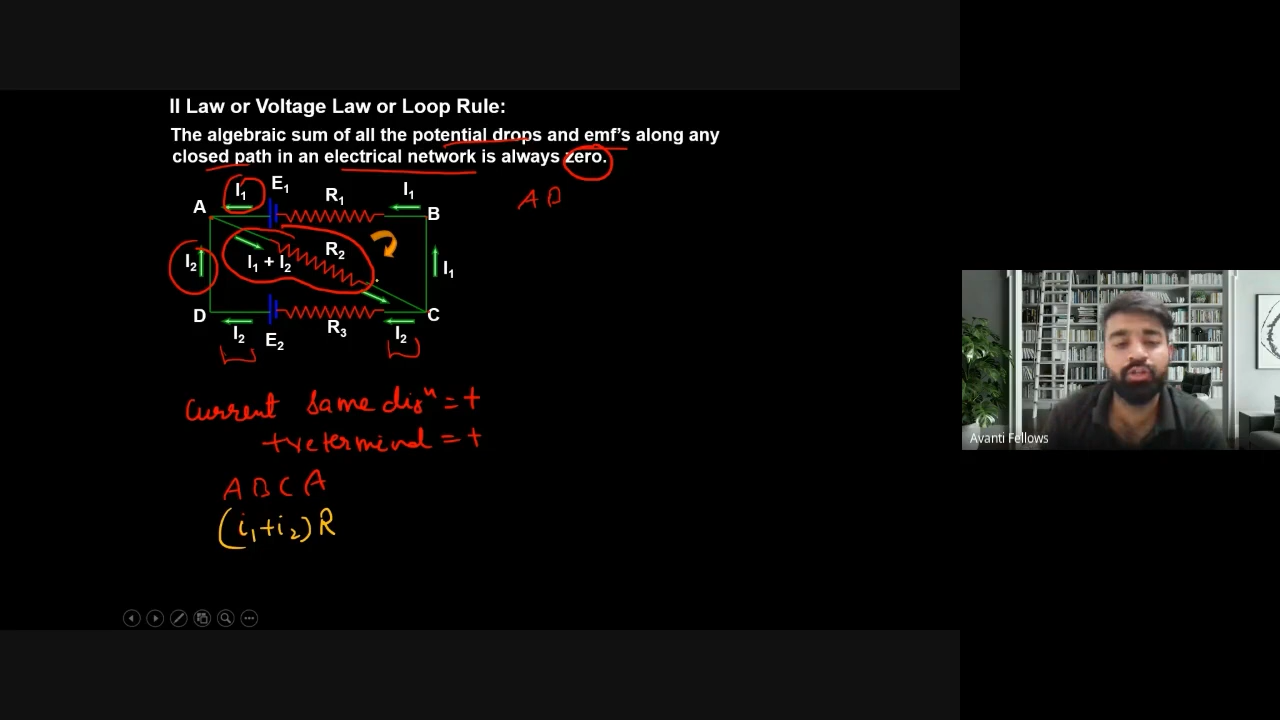 II Law or Voltage Law or Loop Rule:
The algebraic sum of all the potential drops and emf's along any
closed path in an electrical network is always zero.
I1 E1 R1 I1
A B
A B
R2
I2 I1 + I2 I1
D C
I2 E2 R3 I2
Current same dirn = +
+ve terminal = +
A B C A
(i1+i2) R
Avanti Fellows